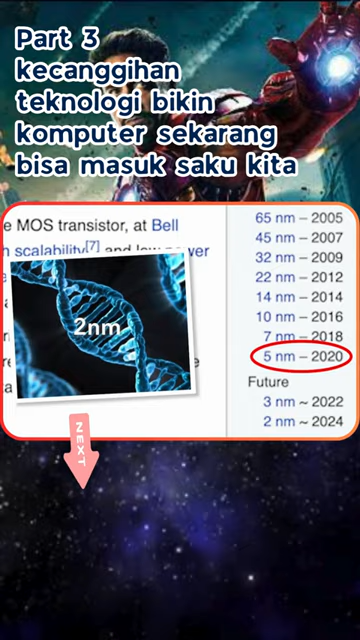 Part 3
kecanggihan
teknologi bikin
komputer sekarang
bisa masuk saku kita
e MOS transistor, at Bell
scalability[7] and low power
2nm
65 nm – 2005
45 nm – 2007
32 nm – 2009
22 nm – 2012
14 nm – 2014
10 nm – 2016
7 nm – 2018
5 nm – 2020
Future
3 nm ~ 2022
2 nm ~ 2024
NEXT